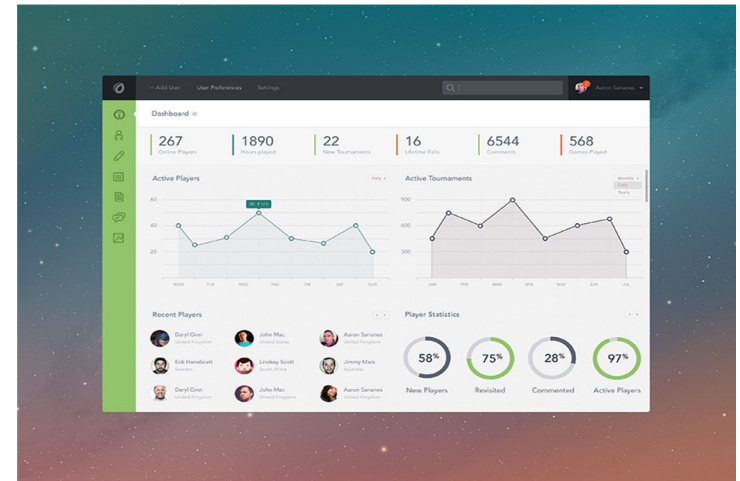 + Add User User Preferences Settings Aaron Sananes
Dashboard
267 1890 22 16 6544 568
Online Players Hours played New Tournaments Lifetime Fails Comments Games Played
Active Players Daily Active Tournaments Monthly
Daily
Yearly
60 900
40 600
20 300
MON TUE WED THU FRI SAT SUN JAN FEB MAR APR MAY JUN JUL
Recent Players Player Statistics
Daryl Ginn John Mac Aaron Sananes
United Kingdom United States United Kingdom
58% 75% 28% 97%
Erik Henebratt Lindsay Scott Jimmy Mars
Sweden South Africa Australia
New Players Revisited Commented Active Players
Daryl Ginn John Mac Aaron Sananes
United Kingdom United Kingdom United Kingdom